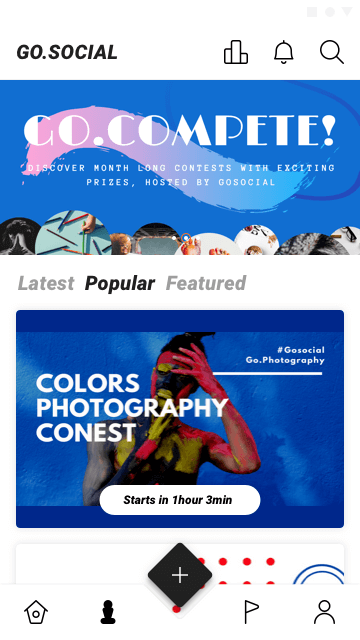 GO.SOCIAL
GO.COMPETE!
DISCOVER MONTH LONG CONTESTS WITH EXCITING
PRIZES, HOSTED BY GOSOCIAL
Latest Popular Featured
#Gosocial
Go.Photography
COLORS
PHOTOGRAPHY
CONEST
Starts in 1hour 3min